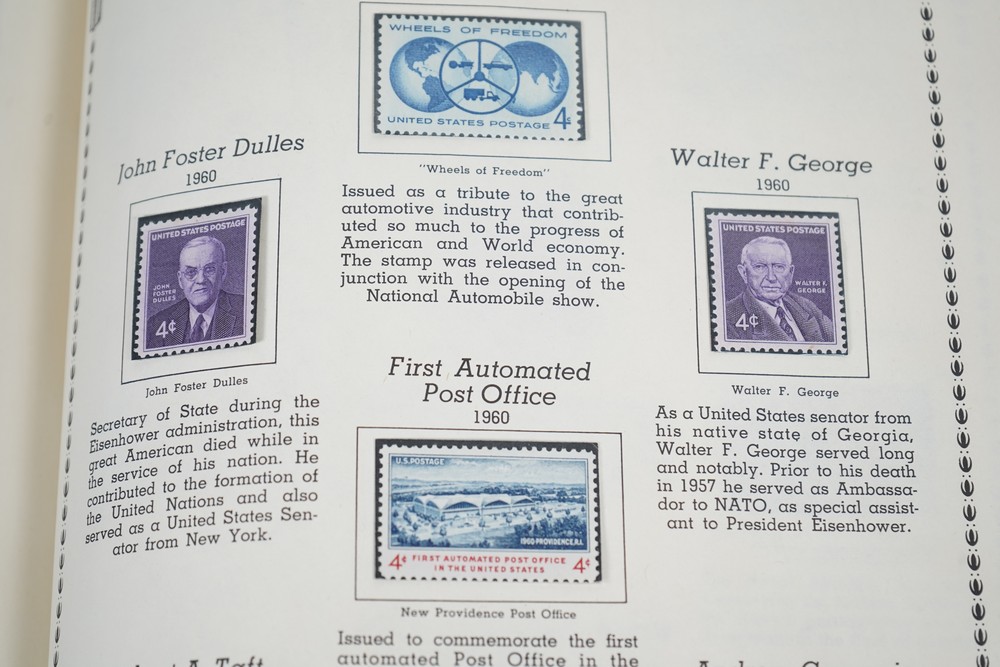 WHEELS OF FREEDOM
UNITED STATES POSTAGE 4c
"Wheels of Freedom"
Issued as a tribute to the great
automotive industry that contrib-
uted so much to the progress of
American and World economy.
The stamp was released in con-
junction with the opening of the
National Automobile show.
John Foster Dulles
1960
UNITED STATES POSTAGE
JOHN
FOSTER
DULLES
4¢
John Foster Dulles
Secretary of State during the
Eisenhower administration, this
great American died while in
the service of his nation. He
contributed to the formation of
the United Nations and also
served as a United States Sen-
ator from New York.
Walter F. George
1960
UNITED STATES POSTAGE
WALTER F.
GEORGE
4¢
Walter F. George
As a United States senator from
his native state of Georgia,
Walter F. George served long
and notably. Prior to his death
in 1957 he served as Ambassa-
dor to NATO, as special assist-
ant to President Eisenhower.
First Automated
Post Office
1960
U.S. POSTAGE
1960 PROVIDENCE, R.I.
4¢ FIRST AUTOMATED POST OFFICE 4¢
IN THE UNITED STATES
New Providence Post Office
Issued to commemorate the first
automated Post Office in the
A. Taft